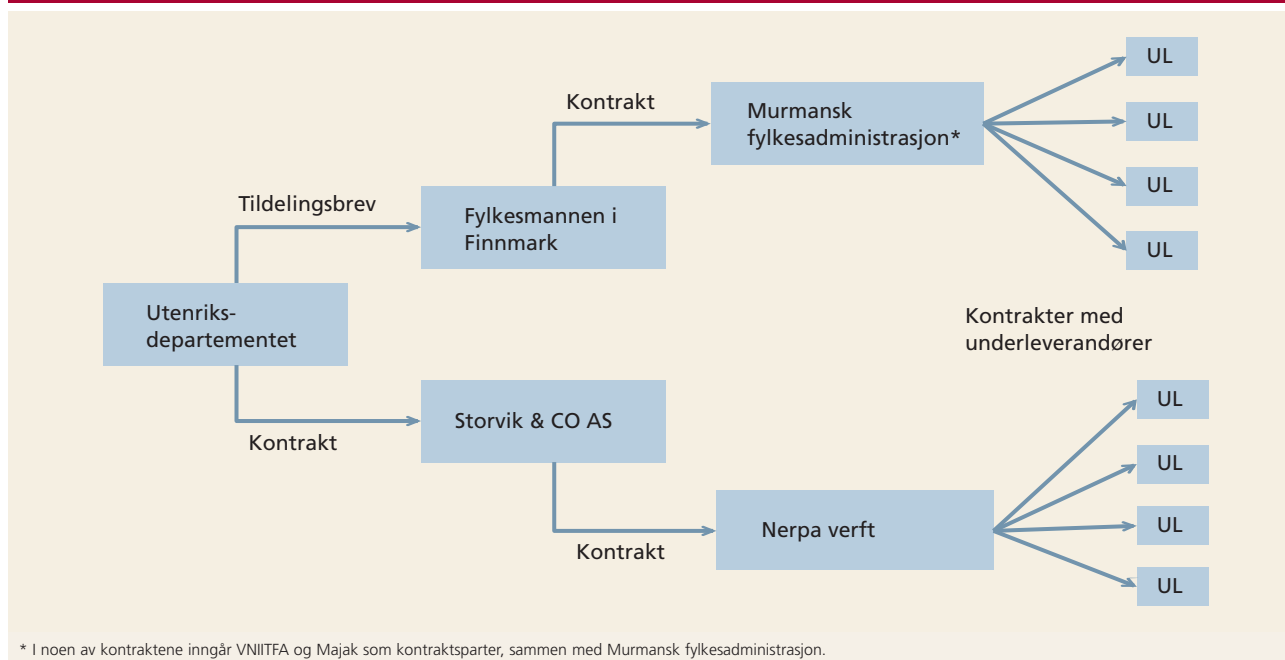 UL
Kontrakt
Murmansk
fylkesadministrasjon*
UL
UL
Tildelingsbrev
Fylkesmannen i
Finnmark
UL
Utenriks-
departementet
Kontrakter med
underleverandører
Kontrakt
Storvik & CO AS
UL
UL
Kontrakt
Nerpa verft
UL
UL
* I noen av kontraktene inngår VNIITFA og Majak som kontraktsparter, sammen med Murmansk fylkesadministrasjon.